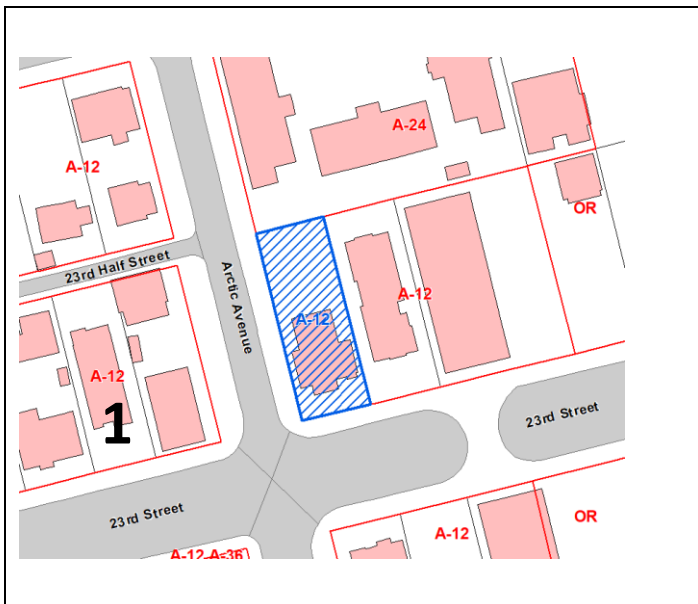 A-24
A-12
OR
23rd Half Street
Arctic Avenue
A-12
A-12
A-12
1
23rd Street
23rd Street
A-12
OR
A-12 A-36